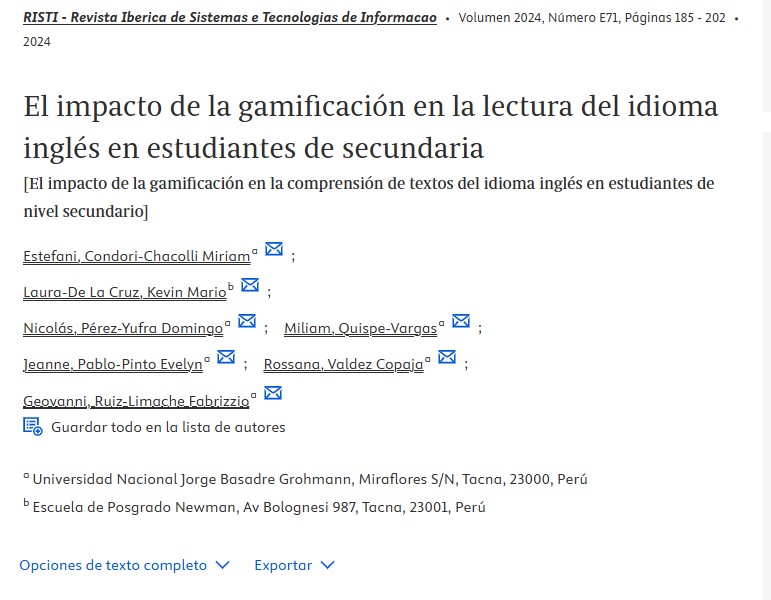 RISTI - Revista Iberica de Sistemas e Tecnologias de Informacao • Volumen 2024, Número E71, Páginas 185 - 202 •
2024
El impacto de la gamificación en la lectura del idioma
inglés en estudiantes de secundaria
[El impacto de la gamificación en la comprensión de textos del idioma inglés en estudiantes de
nivel secundario]
Estefani, Condori-Chacolli Miriam a ;
Laura-De La Cruz, Kevin Mario b ;
Nicolás, Pérez-Yufra Domingo a ; Miliam, Quispe-Vargas a ;
Jeanne, Pablo-Pinto Evelyn a ; Rossana, Valdez Copaja a ;
Geovanni, Ruiz-Limache Fabrizzio a
Guardar todo en la lista de autores
a Universidad Nacional Jorge Basadre Grohmann, Miraflores S/N, Tacna, 23000, Perú
b Escuela de Posgrado Newman, Av Bolognesi 987, Tacna, 23001, Perú
Opciones de texto completo Exportar